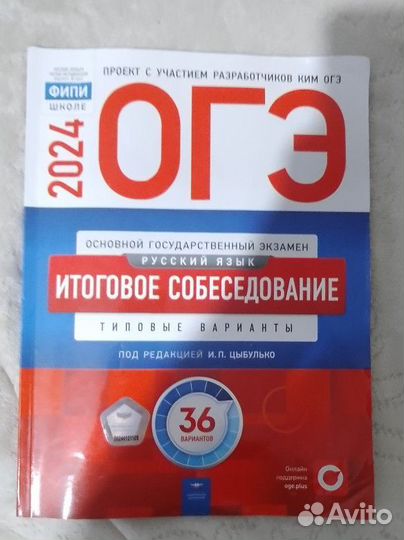 ПРОЕКТ С УЧАСТИЕМ РАЗРАБОТЧИКОВ КИМ ОГЭ
ФИПИ
ШКОЛЕ
2024
ОГЭ
ОСНОВНОЙ ГОСУДАРСТВЕННЫЙ ЭКЗАМЕН
РУССКИЙ ЯЗЫК
ИТОГОВОЕ СОБЕСЕДОВАНИЕ
ТИПОВЫЕ ВАРИАНТЫ
ПОД РЕДАКЦИЕЙ И.П. ЦЫБУЛЬКО
36
ВАРИАНТОВ
Онлайн
поддержка
oge.plus
Avito